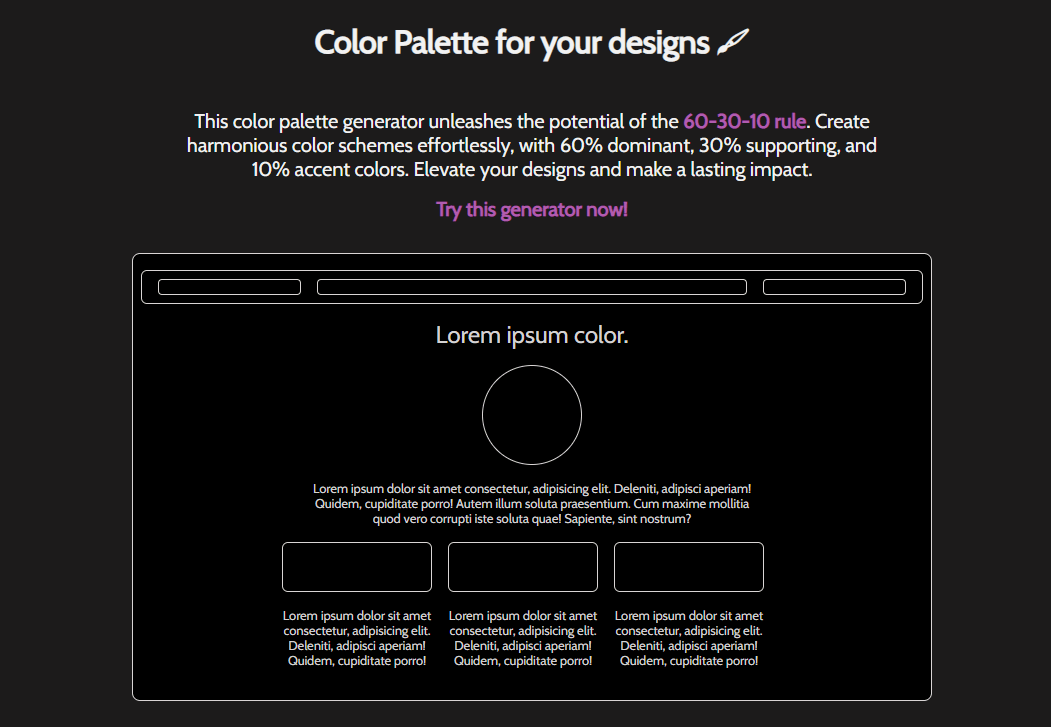 Color Palette for your designs
This color palette generator unleashes the potential of the 60-30-10 rule. Create
harmonious color schemes effortlessly, with 60% dominant, 30% supporting, and
10% accent colors. Elevate your designs and make a lasting impact.
Try this generator now!
Lorem ipsum color.
Lorem ipsum dolor sit amet consectetur, adipisicing elit. Deleniti, adipisci aperiam!
Quidem, cupiditate porro! Autem illum soluta praesentium. Cum maxime mollitia
quod vero corrupti iste soluta quae! Sapiente, sint nostrum?
Lorem ipsum dolor sit amet
consectetur, adipisicing elit.
Deleniti, adipisci aperiam!
Quidem, cupiditate porro!
Lorem ipsum dolor sit amet
consectetur, adipisicing elit.
Deleniti, adipisci aperiam!
Quidem, cupiditate porro!
Lorem ipsum dolor sit amet
consectetur, adipisicing elit.
Deleniti, adipisci aperiam!
Quidem, cupiditate porro!